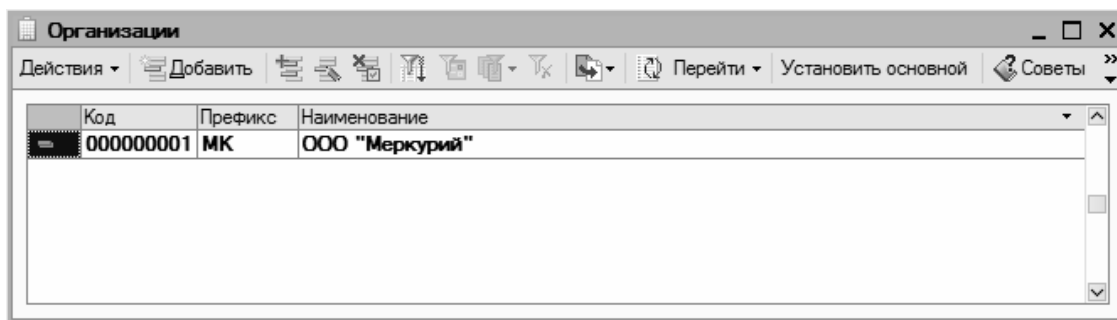 Организации
Действия Добавить Перейти Установить основной Советы
Код Префикс Наименование
000000001 МК ООО "Меркурий"